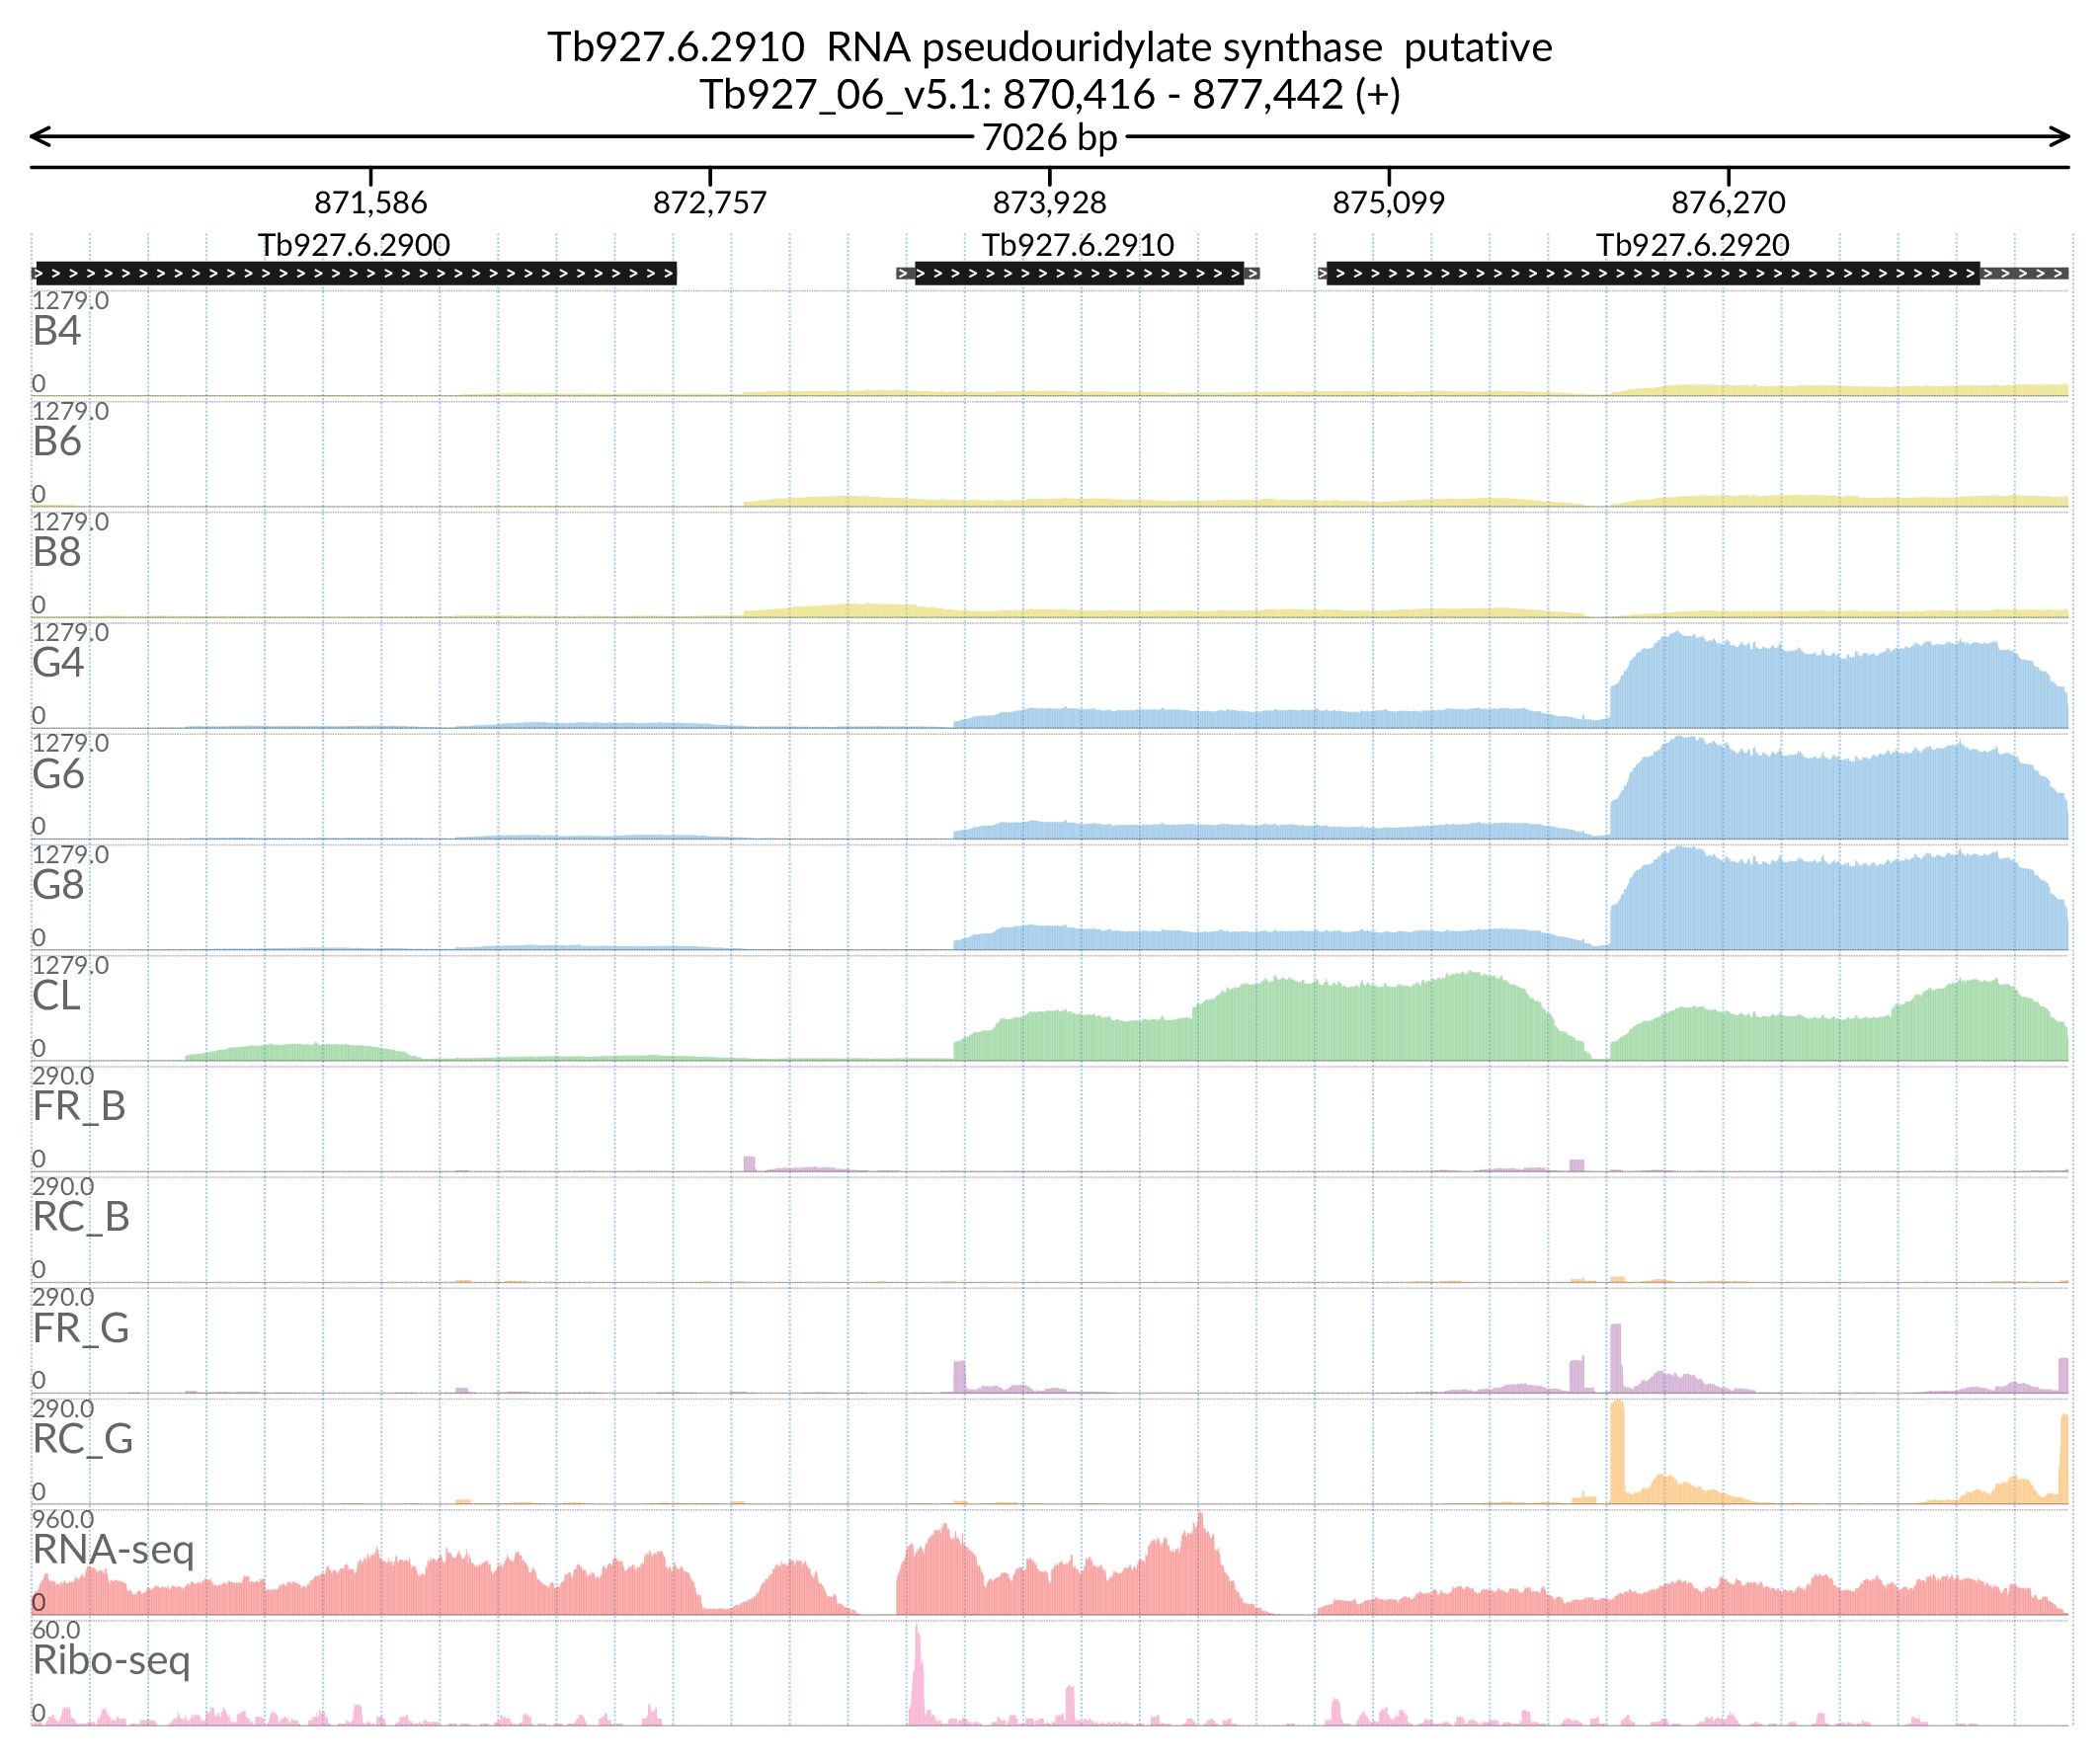 Tb927.6.2910  RNA pseudouridylate synthase  putative
Tb927_06_v5.1: 870,416 - 877,442 (+)
7026 bp
871,586 872,757 873,928 875,099 876,270
Tb927.6.2900 Tb927.6.2910 Tb927.6.2920
1279.0
B4
0
1279.0
B6
0
1279.0
B8
0
1279.0
G4
0
1279.0
G6
0
1279.0
G8
0
1279.0
CL
0
290.0
FR_B
0
290.0
RC_B
0
290.0
FR_G
0
290.0
RC_G
0
960.0
RNA-seq
0
60.0
Ribo-seq
0